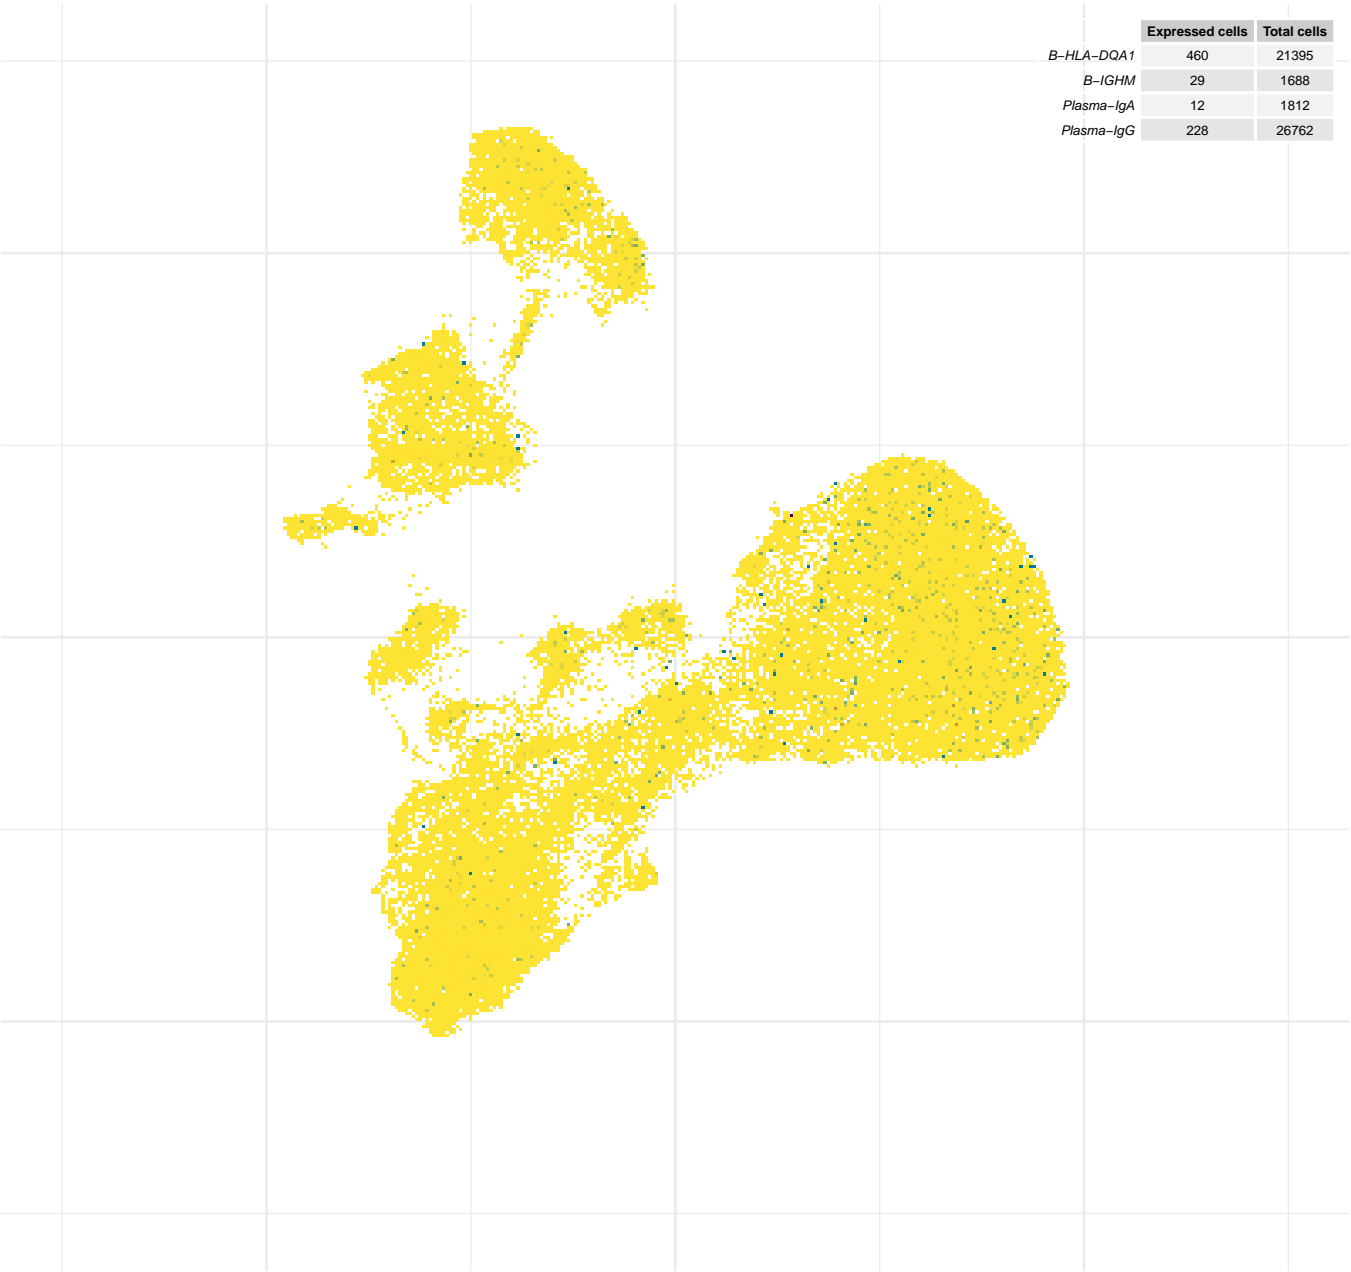 Expressed cells Total cells
B−HLA−DQA1 460 21395
B−IGHM 29 1688
Plasma−IgA 12 1812
Plasma−IgG 228 26762